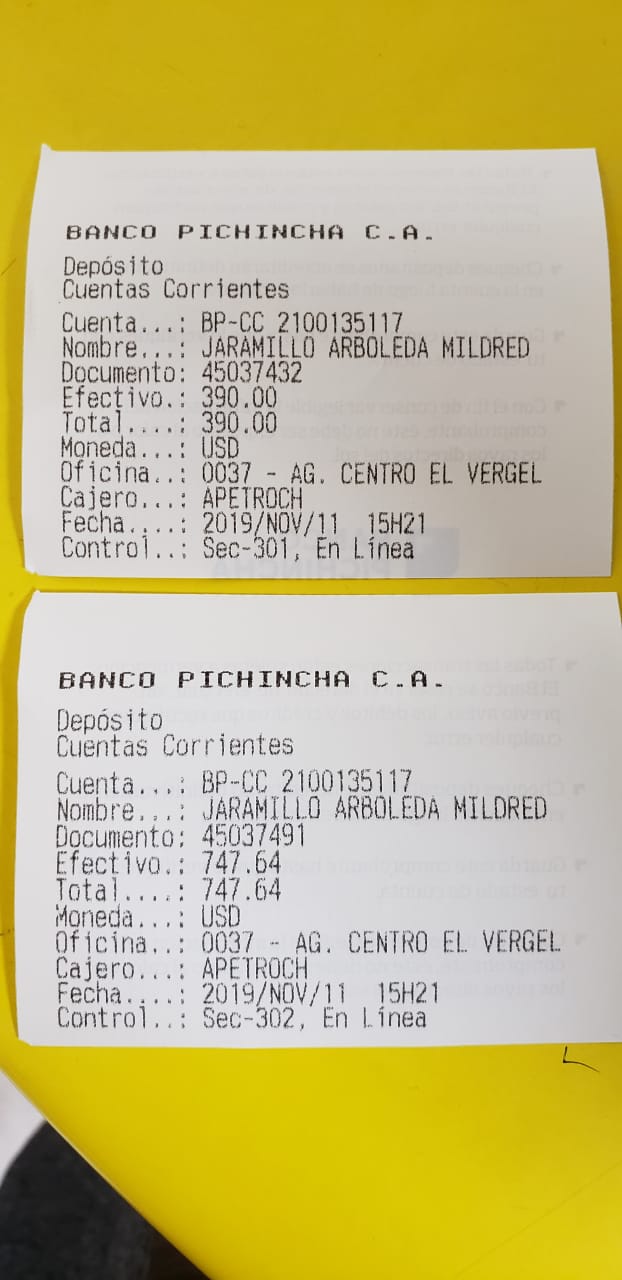 BANCO PICHINCHA C.A.
Depósito
Cuentas Corrientes
Cuenta...: BP-CC 2100135117
Nombre...: JARAMILLO ARBOLEDA MILDRED
Documento: 45037432
Efectivo.: 390.00
Total....: 390.00
Moneda...: USD
Oficina..: 0037 - AG. CENTRO EL VERGEL
Cajero...: APETROCH
Fecha....: 2019/NOV/11 15H21
Control..: Sec-301, En Línea
BANCO PICHINCHA C.A.
Depósito
Cuentas Corrientes
Cuenta...: BP-CC 2100135117
Nombre...: JARAMILLO ARBOLEDA MILDRED
Documento: 45037491
Efectivo.: 747.64
Total....: 747.64
Moneda...: USD
Oficina..: 0037 - AG. CENTRO EL VERGEL
Cajero...: APETROCH
Fecha....: 2019/NOV/11 15H21
Control..: Sec-302, En Línea